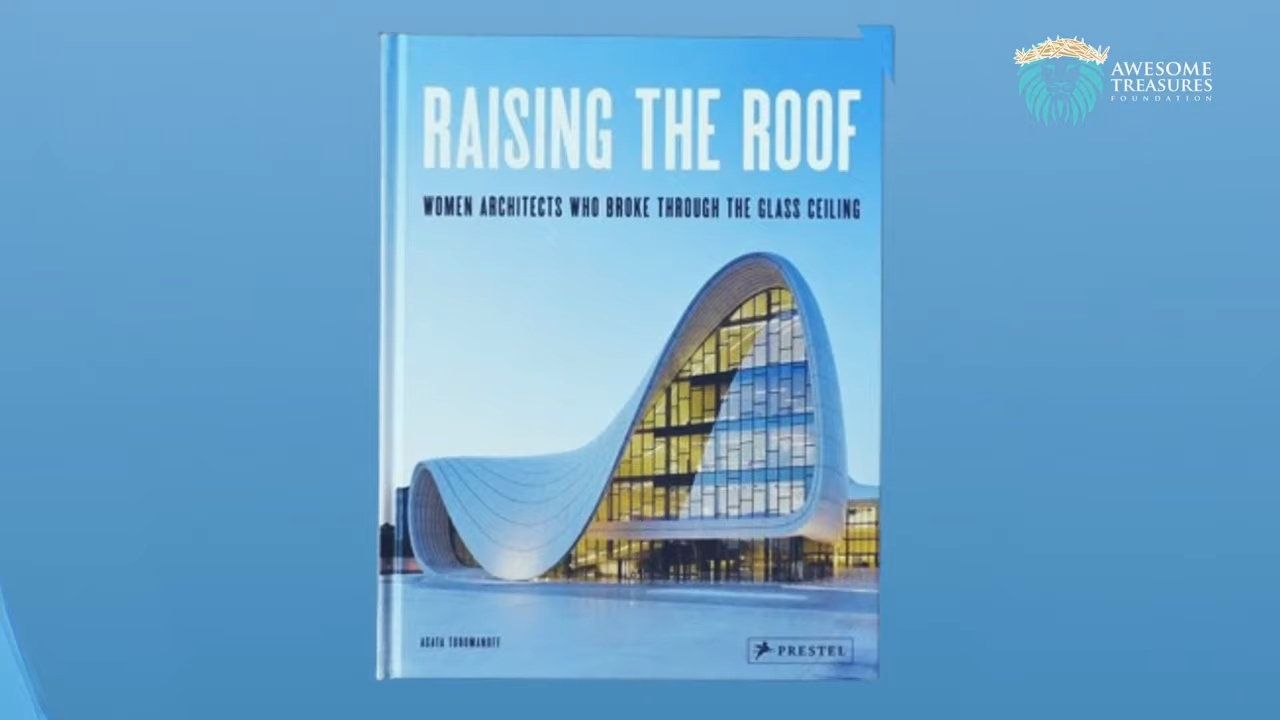 RAISING THE ROOF
WOMEN ARCHITECTS WHO BROKE THROUGH THE GLASS CEILING
AGATA TOROMANOFF
PRESTEL
AWESOME
TREASURES
FOUNDATION